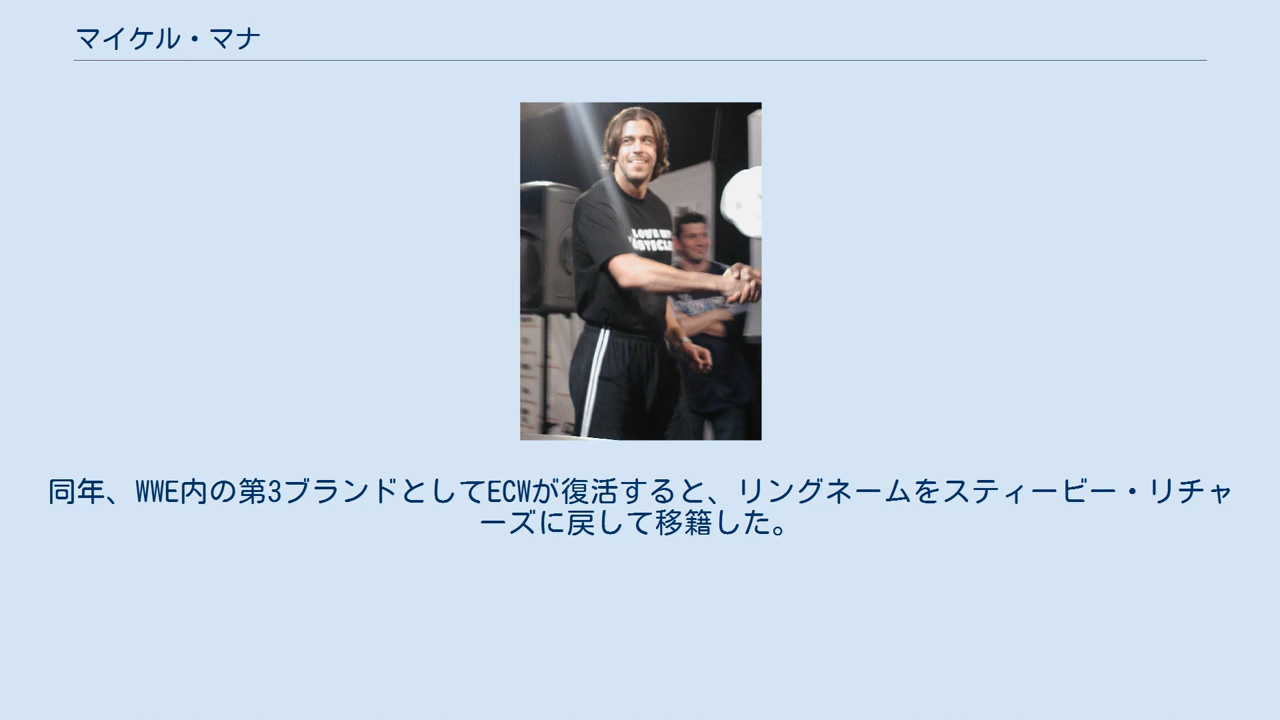 マイケル・マナ
同年、WWE内の第3ブランドとしてECWが復活すると、リングネームをスティービー・リチャ
ーズに戻して移籍した。